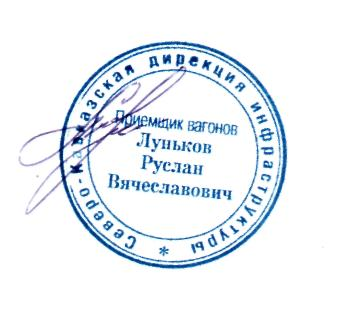 Северо-Кавказская дирекция инфраструктуры *
Приемщик вагонов
Луньков
Руслан
Вячеславович